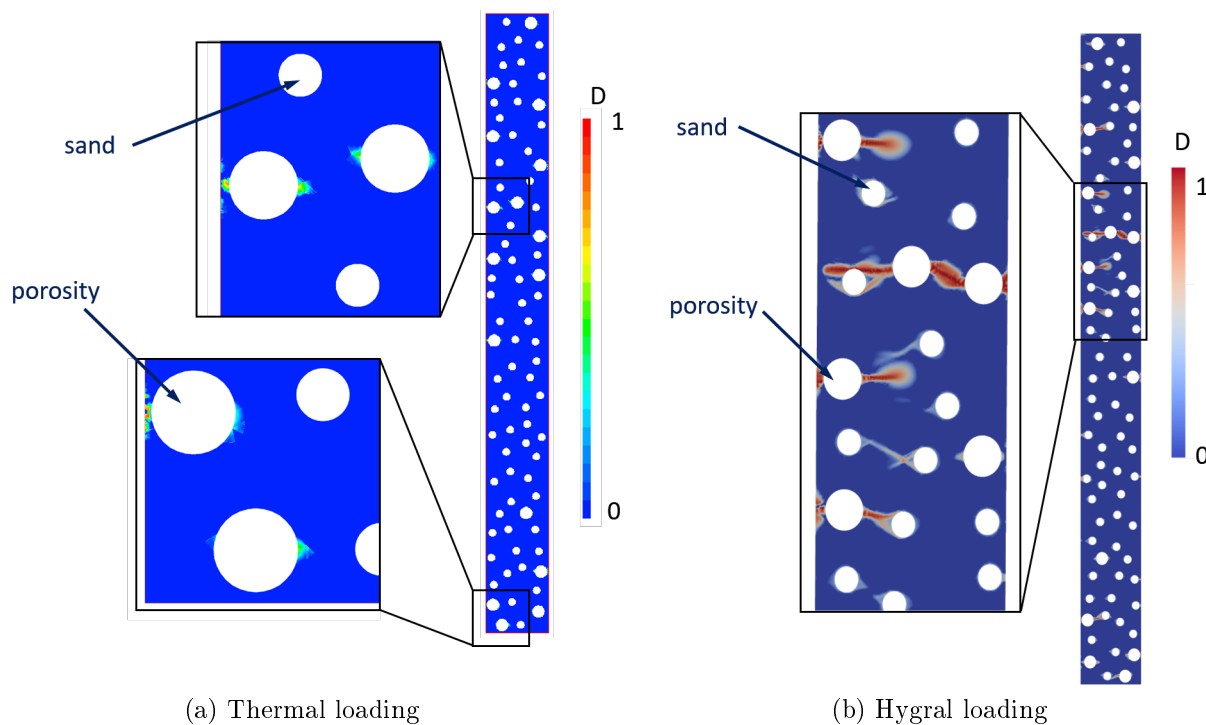 sand
porosity
D
1
0
(a) Thermal loading
sand
porosity
D
1
0
(b) Hygral loading